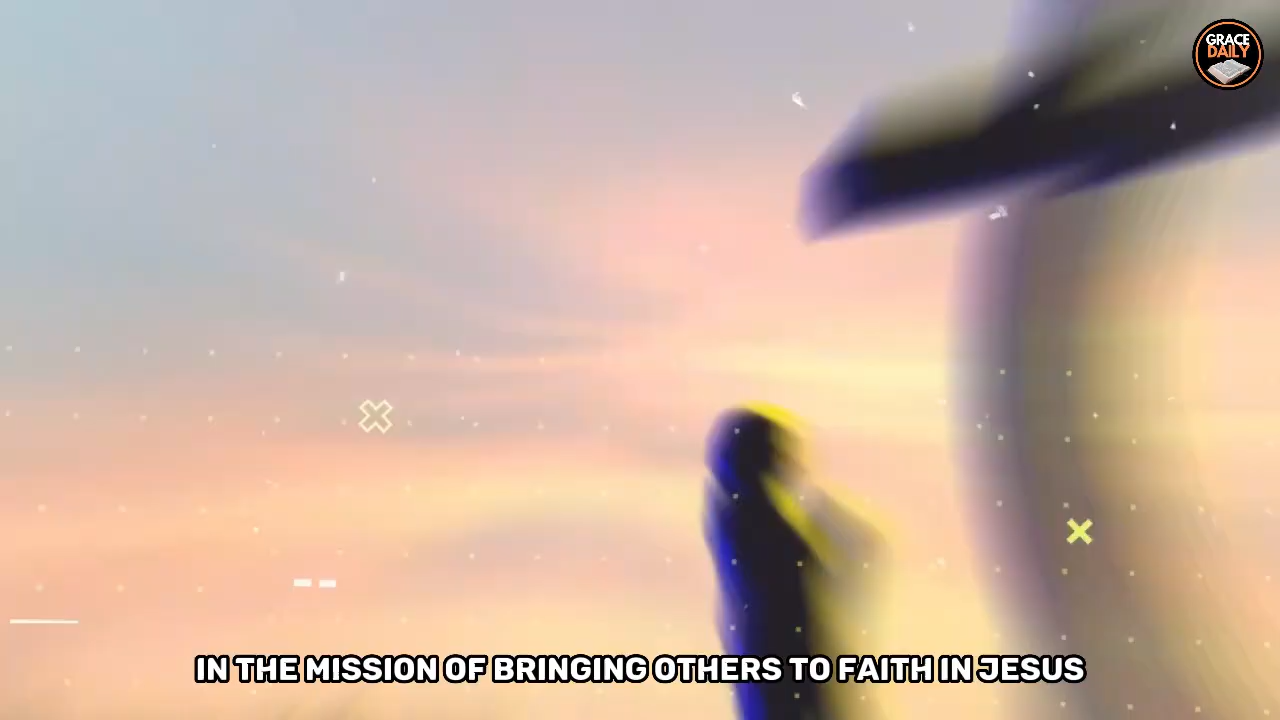 GRACE
DAILY
IN THE MISSION OF BRINGING OTHERS TO FAITH IN JESUS